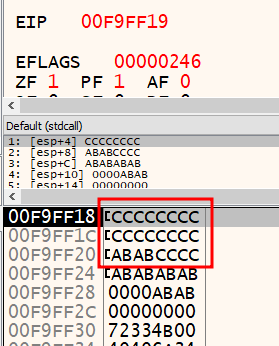 EIP 00F9FF19
EFLAGS 00000246
ZF 1 PF 1 AF 0
Default (stdcall)
1: [esp+4] CCCCCCCC
2: [esp+8] ABABCCCC
3: [esp+C] ABABABAB
4: [esp+10] 0000ABAB
5: [esp+14] 00000000
00F9FF18 CCCCCCCC
00F9FF1C CCCCCCCC
00F9FF20 ABABCCCC
00F9FF24 ABABABAB
00F9FF28 0000ABAB
00F9FF2C 00000000
00F9FF30 72334B00